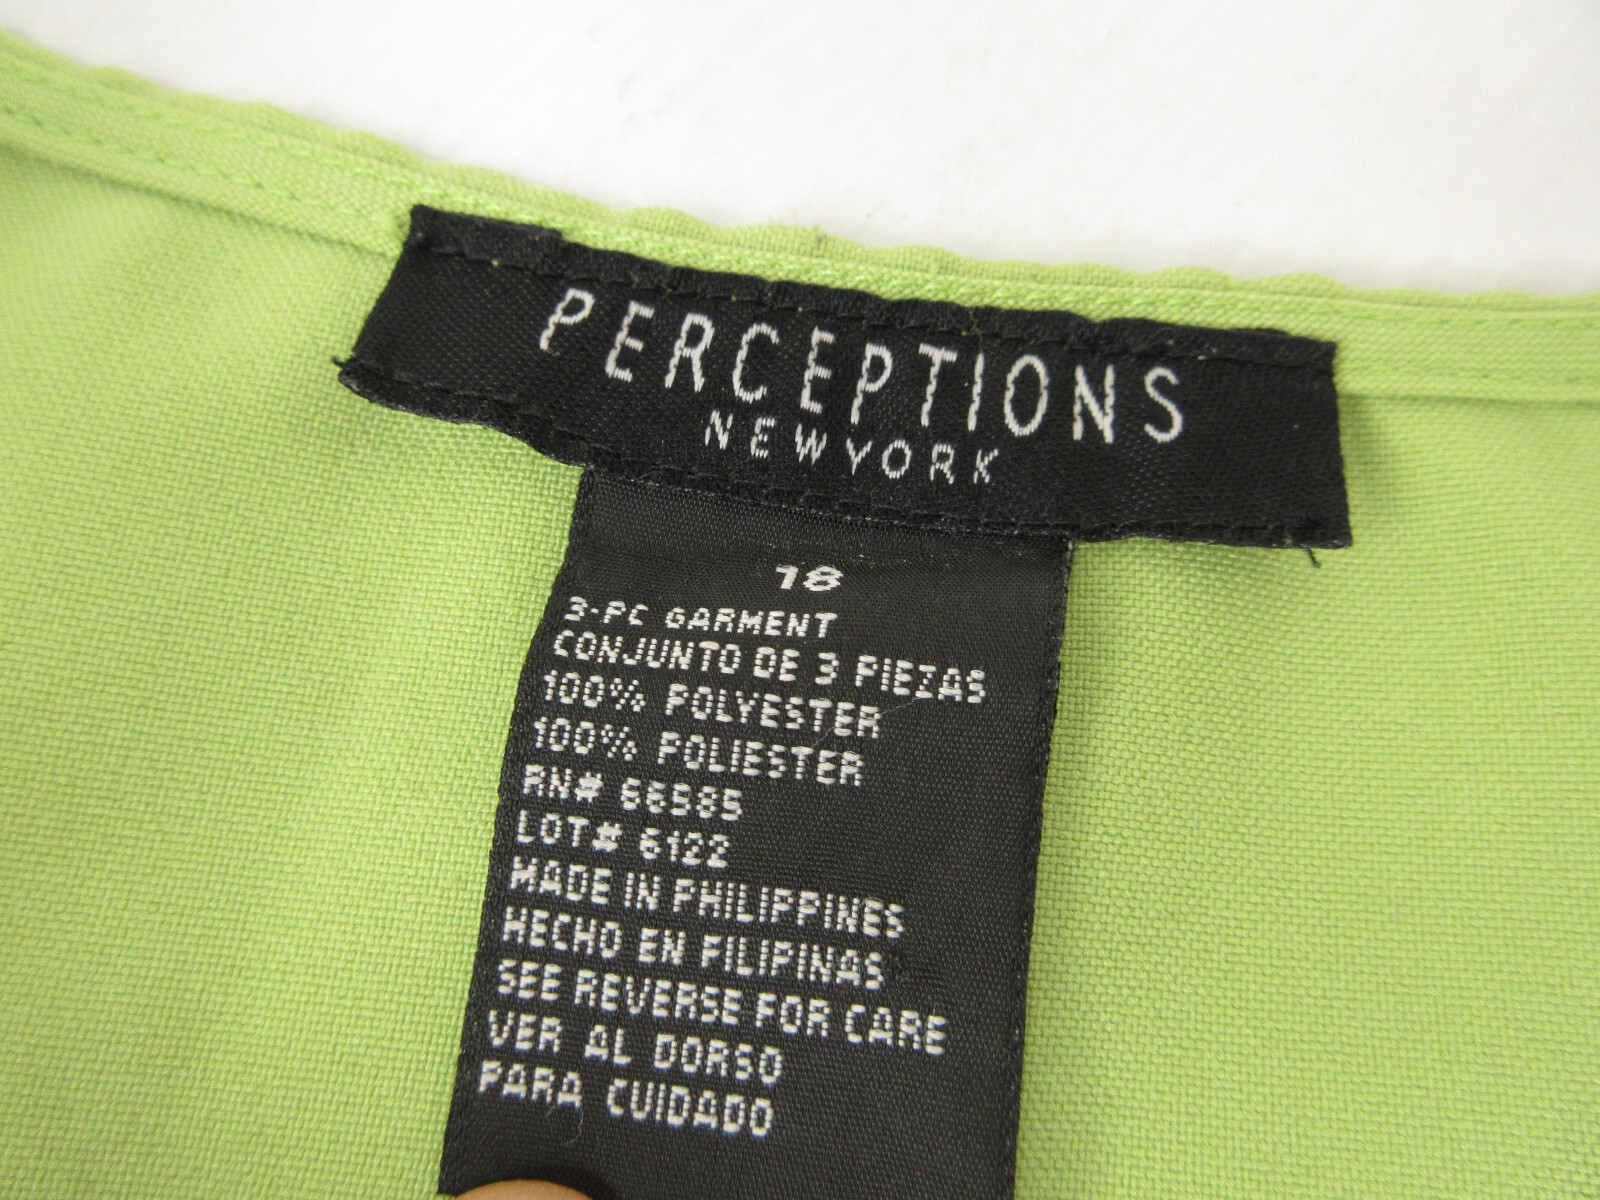 PERCEPTIONS
NEW YORK
18
3-PC GARMENT
CONJUNTO DE 3 PIEZAS
100% POLYESTER
100% POLIESTER
RN# 66585
LOT# 6122
MADE IN PHILIPPINES
HECHO EN FILIPINAS
SEE REVERSE FOR CARE
VER AL DORSO
PARA CUIDADO